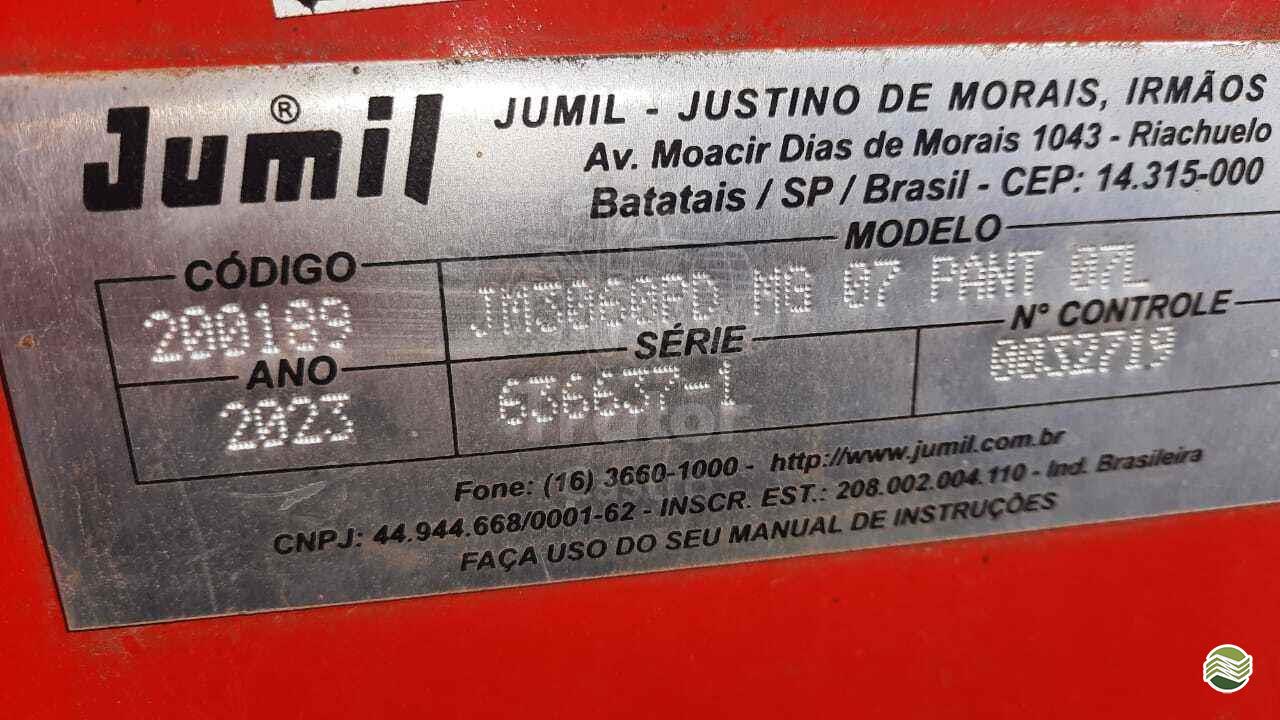 Jumil®
JUMIL - JUSTINO DE MORAIS, IRMÃOS
Av. Moacir Dias de Morais 1043 - Riachuelo
Batatais / SP / Brasil - CEP: 14.315-000
CÓDIGO
200189
MODELO
JM3060PD MG 07 PANT 07L
ANO
2023
SÉRIE
636637-1
Nº CONTROLE
0032719
Fone: (16) 3660-1000 - http://www.jumil.com.br
CNPJ: 44.944.668/0001-62 - INSCR. EST.: 208.002.004.110 - Ind. Brasileira
FAÇA USO DO SEU MANUAL DE INSTRUÇÕES